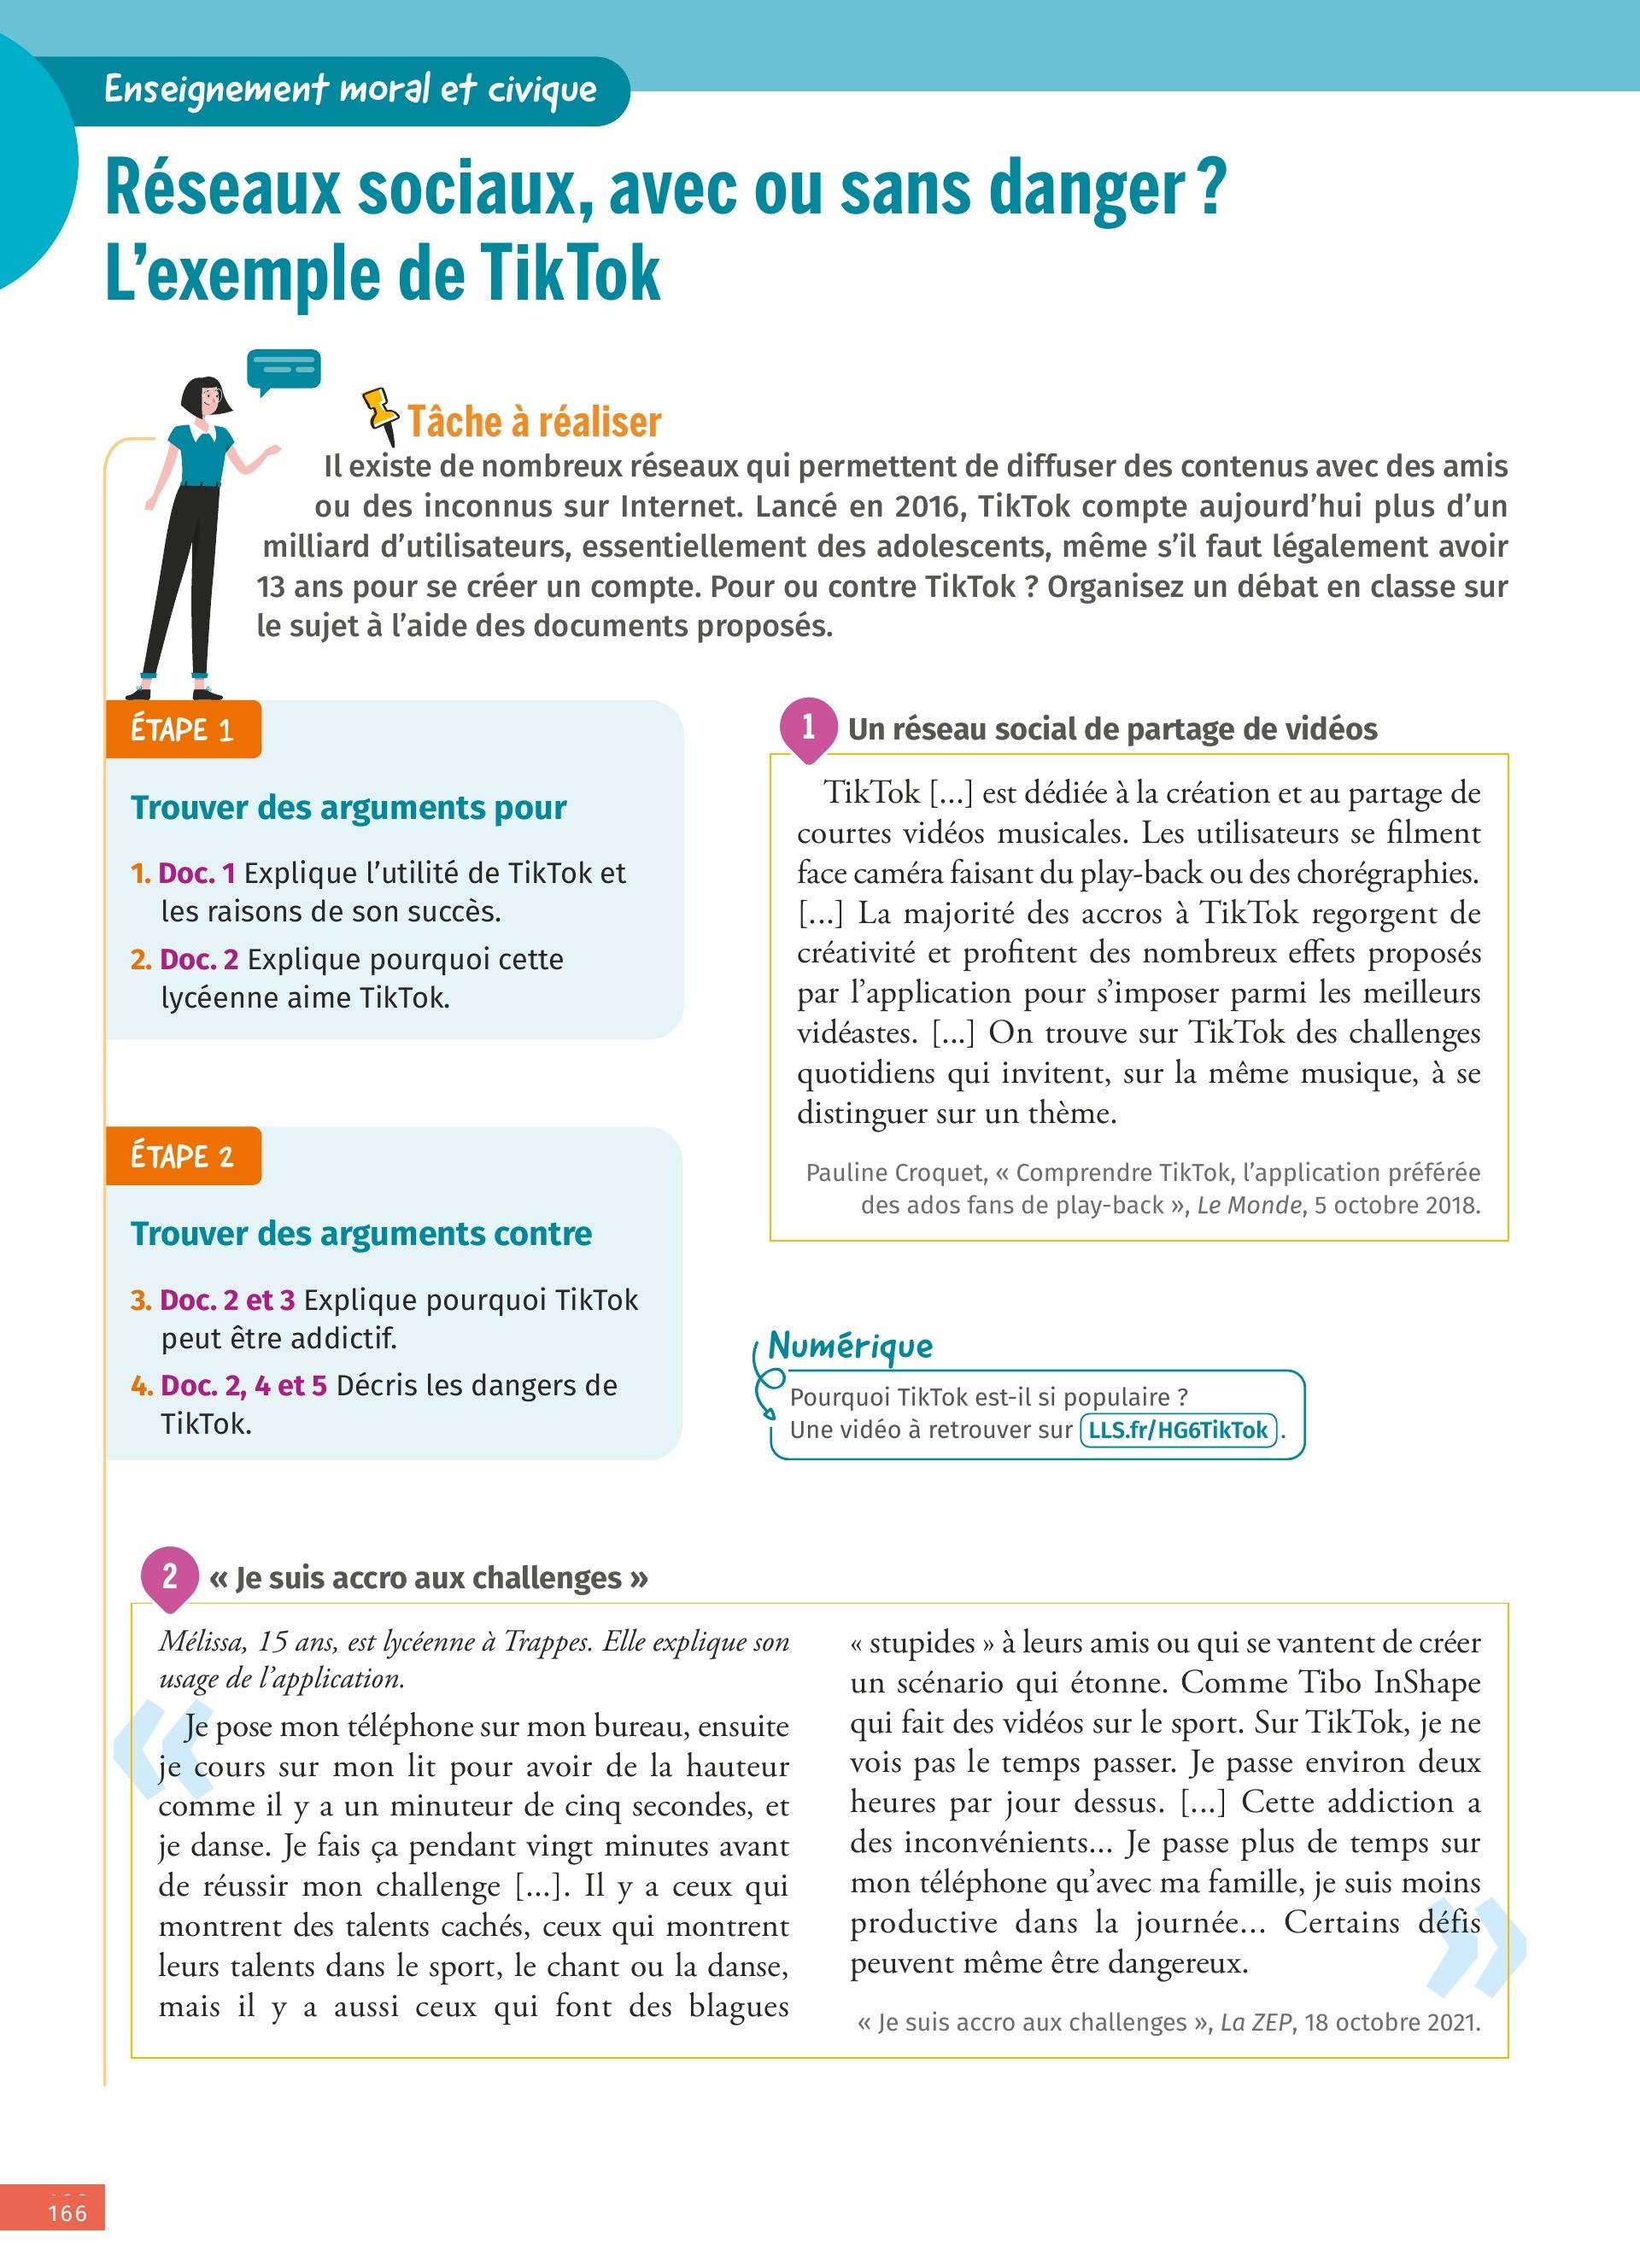 Enseignement moral et civique
Réseaux sociaux, avec ou sans danger ?
L'exemple de TikTok
Tâche à réaliser
Il existe de nombreux réseaux qui permettent de diffuser des contenus avec des amis
ou des inconnus sur Internet. Lancé en 2016, TikTok compte aujourd'hui plus d'un
milliard d'utilisateurs, essentiellement des adolescents, même s'il faut légalement avoir
13 ans pour se créer un compte. Pour ou contre TikTok ? Organisez un débat en classe sur
le sujet à l'aide des documents proposés.
ÉTAPE 1
Trouver des arguments pour
1. Doc. 1 Explique l'utilité de TikTok et
les raisons de son succès.
2. Doc. 2 Explique pourquoi cette
lycéenne aime TikTok.
ÉTAPE 2
Trouver des arguments contre
3. Doc. 2 et 3 Explique pourquoi TikTok
peut être addictif.
4. Doc. 2, 4 et 5 Décris les dangers de
TikTok.
1 Un réseau social de partage de vidéos
TikTok [...] est dédiée à la création et au partage de
courtes vidéos musicales. Les utilisateurs se filment
face caméra faisant du play-back ou des chorégraphies.
[...] La majorité des accros à TikTok regorgent de
créativité et profitent des nombreux effets proposés
par l'application pour s'imposer parmi les meilleurs
vidéastes. [...] On trouve sur TikTok des challenges
quotidiens qui invitent, sur la même musique, à se
distinguer sur un thème.
Pauline Croquet, « Comprendre TikTok, l'application préférée
des ados fans de play-back », Le Monde, 5 octobre 2018.
Numérique
Pourquoi TikTok est-il si populaire ?
Une vidéo à retrouver sur LLS.fr/HG6TikTok .
2 « Je suis accro aux challenges »
Mélissa, 15 ans, est lycéenne à Trappes. Elle explique son
usage de l'application.
«
Je pose mon téléphone sur mon bureau, ensuite
je cours sur mon lit pour avoir de la hauteur
comme il y a un minuteur de cinq secondes, et
je danse. Je fais ça pendant vingt minutes avant
de réussir mon challenge [...]. Il y a ceux qui
montrent des talents cachés, ceux qui montrent
leurs talents dans le sport, le chant ou la danse,
mais il y a aussi ceux qui font des blagues
« stupides » à leurs amis ou qui se vantent de créer
un scénario qui étonne. Comme Tibo InShape
qui fait des vidéos sur le sport. Sur TikTok, je ne
vois pas le temps passer. Je passe environ deux
heures par jour dessus. [...] Cette addiction a
des inconvénients... Je passe plus de temps sur
mon téléphone qu'avec ma famille, je suis moins
productive dans la journée... Certains défis
peuvent même être dangereux.
»
« Je suis accro aux challenges », La ZEP, 18 octobre 2021.
166